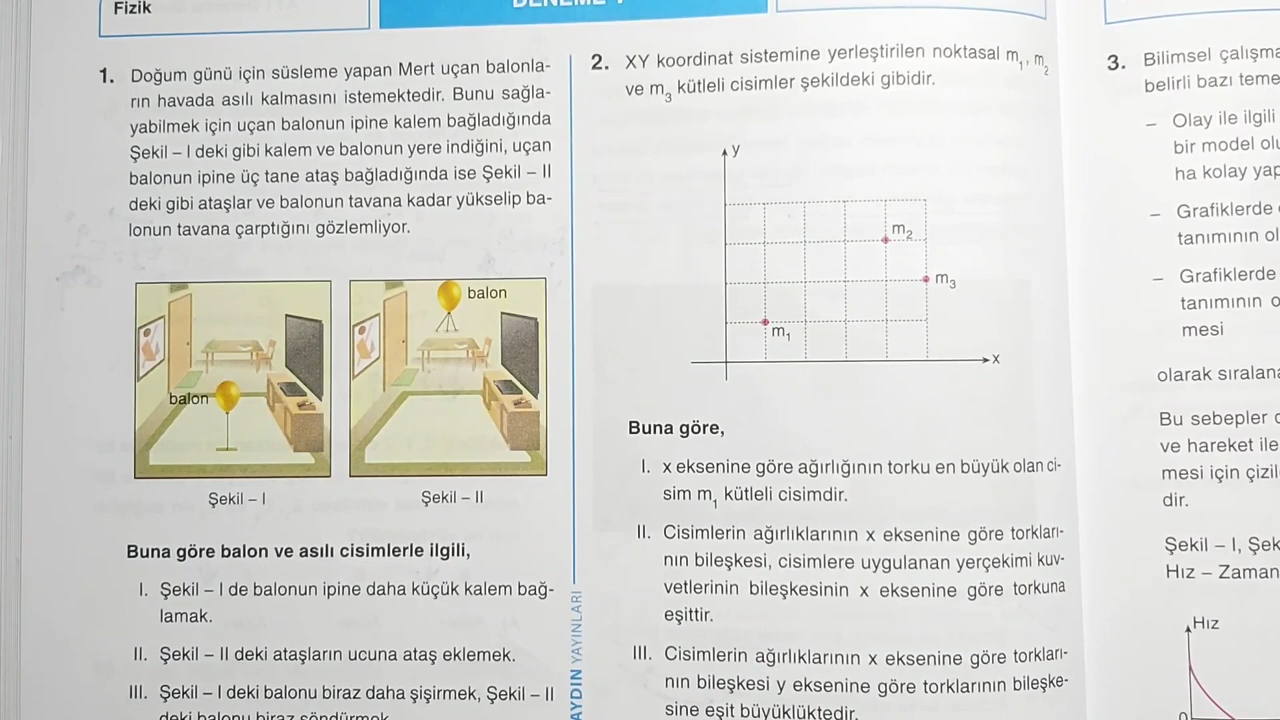 Fizik
1. Doğum günü için süsleme yapan Mert uçan balonla-
rın havada asılı kalmasını istemektedir. Bunu sağla-
yabilmek için uçan balonun ipine kalem bağladığında
Şekil – I deki gibi kalem ve balonun yere indiğini, uçan
balonun ipine üç tane ataş bağladığında ise Şekil – II
deki gibi ataşlar ve balonun tavana kadar yükselip ba-
lonun tavana çarptığını gözlemliyor.
balon
balon
Şekil – I
Şekil – II
Buna göre balon ve asılı cisimlerle ilgili,
I. Şekil – I de balonun ipine daha küçük kalem bağ-
lamak.
II. Şekil – II deki ataşların ucuna ataş eklemek.
III. Şekil – I deki balonu biraz daha şişirmek, Şekil – II
deki balonu biraz söndürmek
AYDIN YAYINLARI
2. XY koordinat sistemine yerleştirilen noktasal m₁, m₂
ve m₃ kütleli cisimler şekildeki gibidir.
y
m₂
m₃
m₁
x
Buna göre,
I. x eksenine göre ağırlığının torku en büyük olan ci-
sim m₁ kütleli cisimdir.
II. Cisimlerin ağırlıklarının x eksenine göre torkları-
nın bileşkesi, cisimlere uygulanan yerçekimi kuv-
vetlerinin bileşkesinin x eksenine göre torkuna
eşittir.
III. Cisimlerin ağırlıklarının x eksenine göre torkları-
nın bileşkesi y eksenine göre torklarının bileşke-
sine eşit büyüklüktedir.
3. Bilimsel çalışma
belirli bazı teme
– Olay ile ilgili
bir model olu
ha kolay yap
– Grafiklerde
tanımının ol
– Grafiklerde
tanımının o
mesi
olarak sıralana
Bu sebepler
ve hareket ile
mesi için çizil
dir.
Şekil – I, Şek
Hız – Zaman
Hız
0